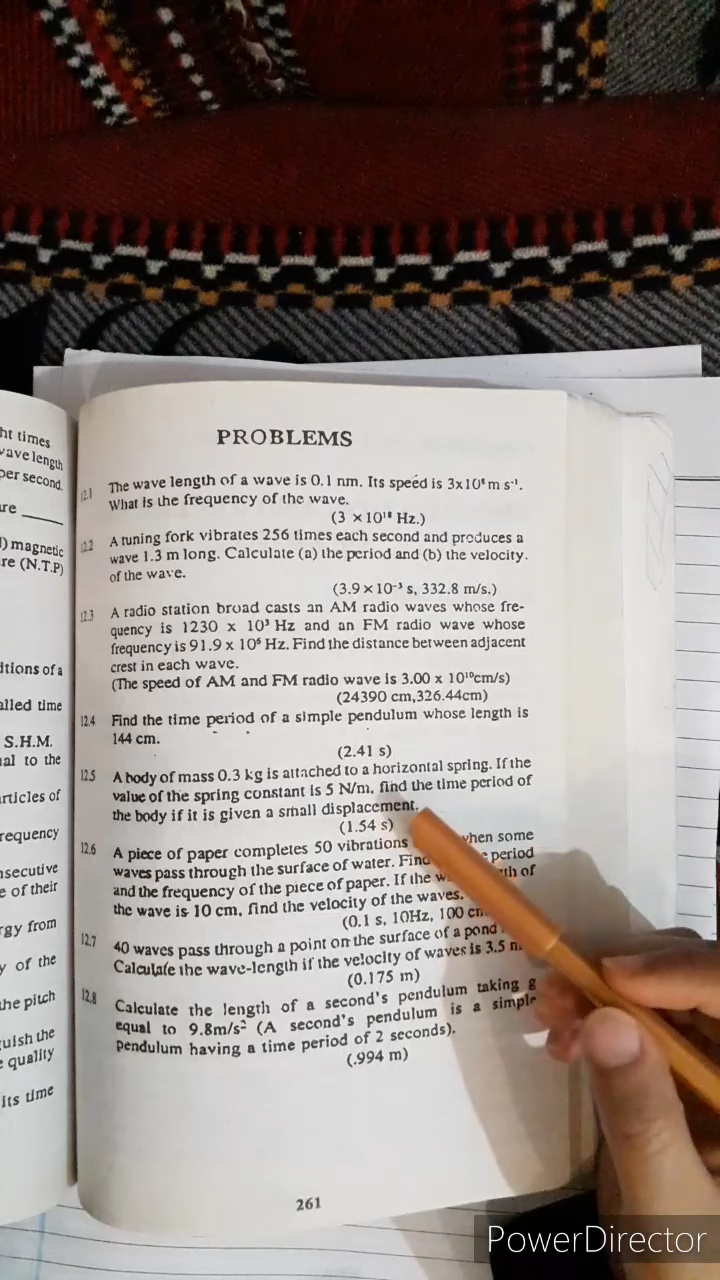 ht times
wave length
per second.
re
) magnetic
re (N.T.P)
itions of a
alled time
S.H.M.
al to the
articles of
requency
nsecutive
e of their
rgy from
y of the
the pitch
guish the
e quality
its time
PROBLEMS
12.1 The wave length of a wave is 0.1 nm. Its speed is 3x10⁸ m s⁻¹.
What is the frequency of the wave.
(3 ×10¹⁸ Hz.)
12.2 A tuning fork vibrates 256 times each second and produces a
wave 1.3 m long. Calculate (a) the period and (b) the velocity.
of the wave.
(3.9×10⁻³ s, 332.8 m/s.)
12.3 A radio station broad casts an AM radio waves whose fre-
quency is 1230 x 10³ Hz and an FM radio wave whose
frequency is 91.9 x 10⁶ Hz. Find the distance between adjacent
crest in each wave.
(The speed of AM and FM radio wave is 3.00 x 10¹⁰cm/s)
(24390 cm,326.44cm)
12.4 Find the time period of a simple pendulum whose length is
144 cm.
(2.41 s)
12.5 A body of mass 0.3 kg is attached to a horizontal spring. If the
value of the spring constant is 5 N/m, find the time period of
the body if it is given a small displacement.
(1.54 s)
12.6 A piece of paper completes 50 vibrations when some
waves pass through the surface of water. Find period
and the frequency of the piece of paper. If the th of
the wave is 10 cm, find the velocity of the waves.
(0.1 s, 10Hz, 100 cm
12.7 40 waves pass through a point on the surface of a pond
Calculate the wave-length if the velocity of waves is 3.5
(0.175 m)
12.8 Calculate the length of a second's pendulum taking g
equal to 9.8m/s² (A second's pendulum is a simple
pendulum having a time period of 2 seconds).
(.994 m)
261
PowerDirector